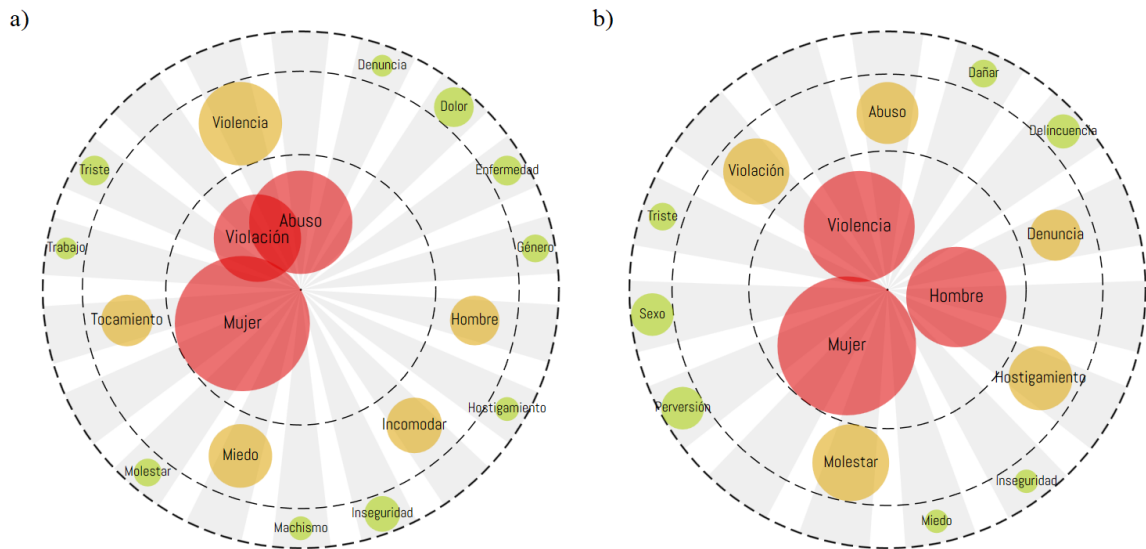 a)
Denuncia
Dolor
Violencia
Enfermedad
Triste
Abuso
Violación
Género
Trabajo
Tocamiento
Mujer
Hombre
Hostigamiento
Incomodar
Miedo
Molestar
Inseguridad
Machismo
b)
Dañar
Abuso
Delincuencia
Violación
Triste
Violencia
Denuncia
Hombre
Sexo
Mujer
Hostigamiento
Perversión
Molestar
Inseguridad
Miedo